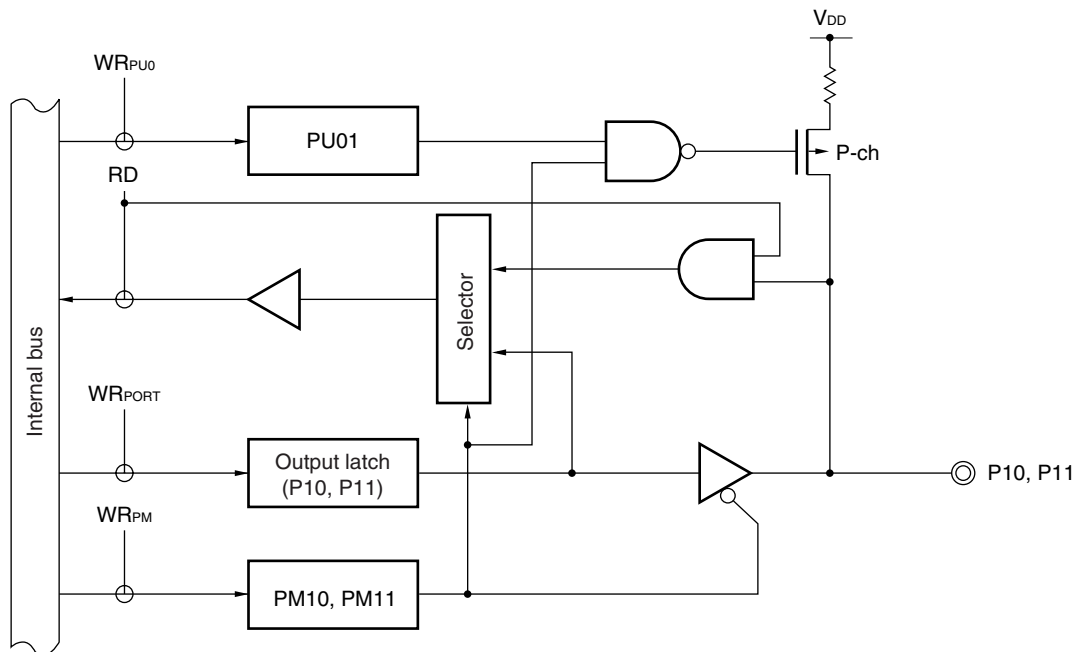 VDD
WRPU0
PU01
P-ch
RD
Selector
Internal bus
WRPORT
Output latch
(P10, P11)
P10, P11
WRPM
PM10, PM11